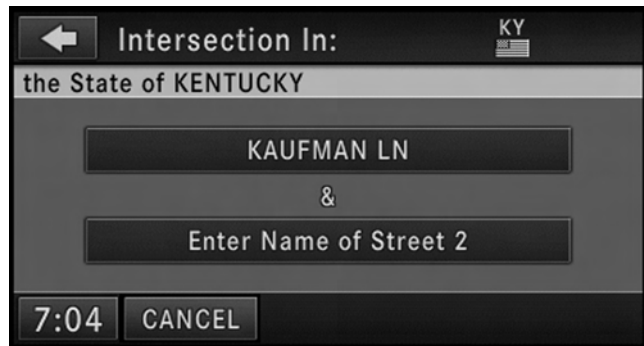 Intersection In:
KY
the State of KENTUCKY
KAUFMAN LN
&
Enter Name of Street 2
7:04
CANCEL